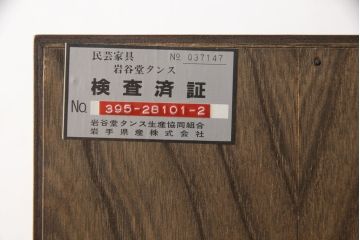 民芸家具 No 037147
岩谷堂タンス
検査済証
No. 395-28101-2
岩谷堂タンス生産協同組合
岩手県産株式会社